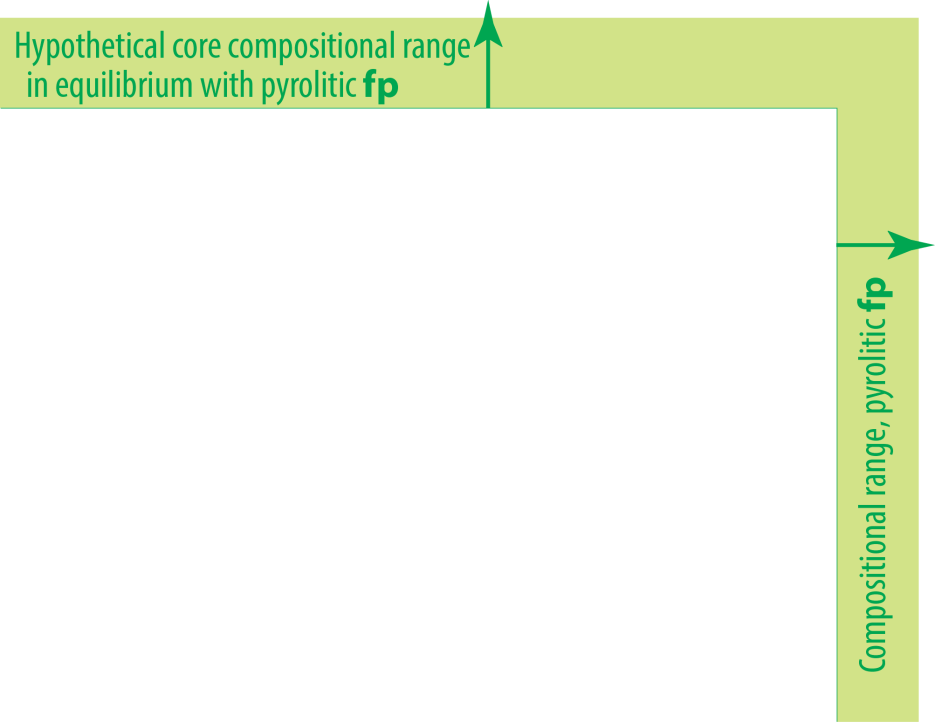 Hypothetical core compositional range
in equilibrium with pyrolitic fp
Compositional range, pyrolitic fp